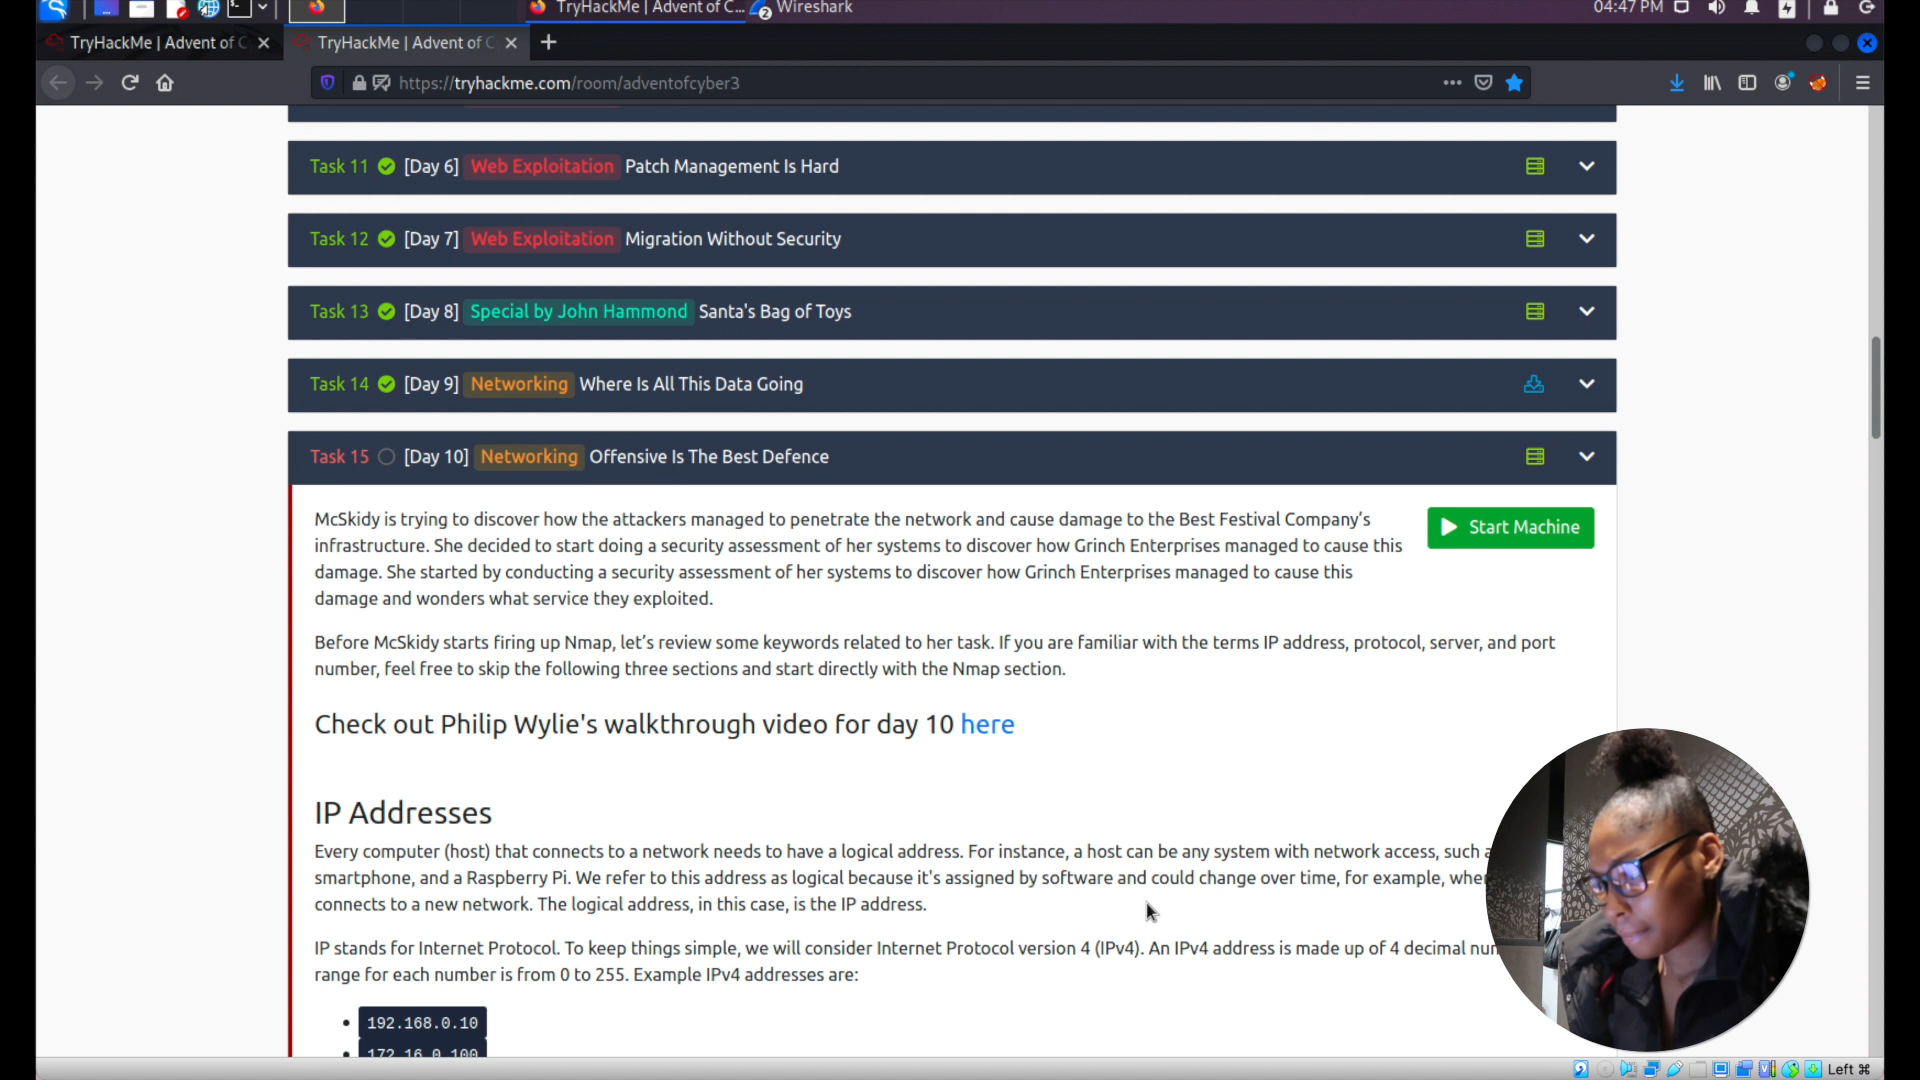 TryHackMe | Advent of C...
Wireshark
04:47 PM
TryHackMe | Advent of C
TryHackMe | Advent of C
https://tryhackme.com/room/adventofcyber3
Task 11 [Day 6] Web Exploitation Patch Management Is Hard
Task 12 [Day 7] Web Exploitation Migration Without Security
Task 13 [Day 8] Special by John Hammond Santa's Bag of Toys
Task 14 [Day 9] Networking Where Is All This Data Going
Task 15 [Day 10] Networking Offensive Is The Best Defence
McSkidy is trying to discover how the attackers managed to penetrate the network and cause damage to the Best Festival Company's
Start Machine
infrastructure. She decided to start doing a security assessment of her systems to discover how Grinch Enterprises managed to cause this
damage. She started by conducting a security assessment of her systems to discover how Grinch Enterprises managed to cause this
damage and wonders what service they exploited.
Before McSkidy starts firing up Nmap, let's review some keywords related to her task. If you are familiar with the terms IP address, protocol, server, and port
number, feel free to skip the following three sections and start directly with the Nmap section.
Check out Philip Wylie's walkthrough video for day 10 here
IP Addresses
Every computer (host) that connects to a network needs to have a logical address. For instance, a host can be any system with network access, such
smartphone, and a Raspberry Pi. We refer to this address as logical because it's assigned by software and could change over time, for example,
connects to a new network. The logical address, in this case, is the IP address.
IP stands for Internet Protocol. To keep things simple, we will consider Internet Protocol version 4 (IPv4). An IPv4 address is made up of 4 decimal
range for each number is from 0 to 255. Example IPv4 addresses are:
192.168.0.10
172.16.0.100
Left ⌘